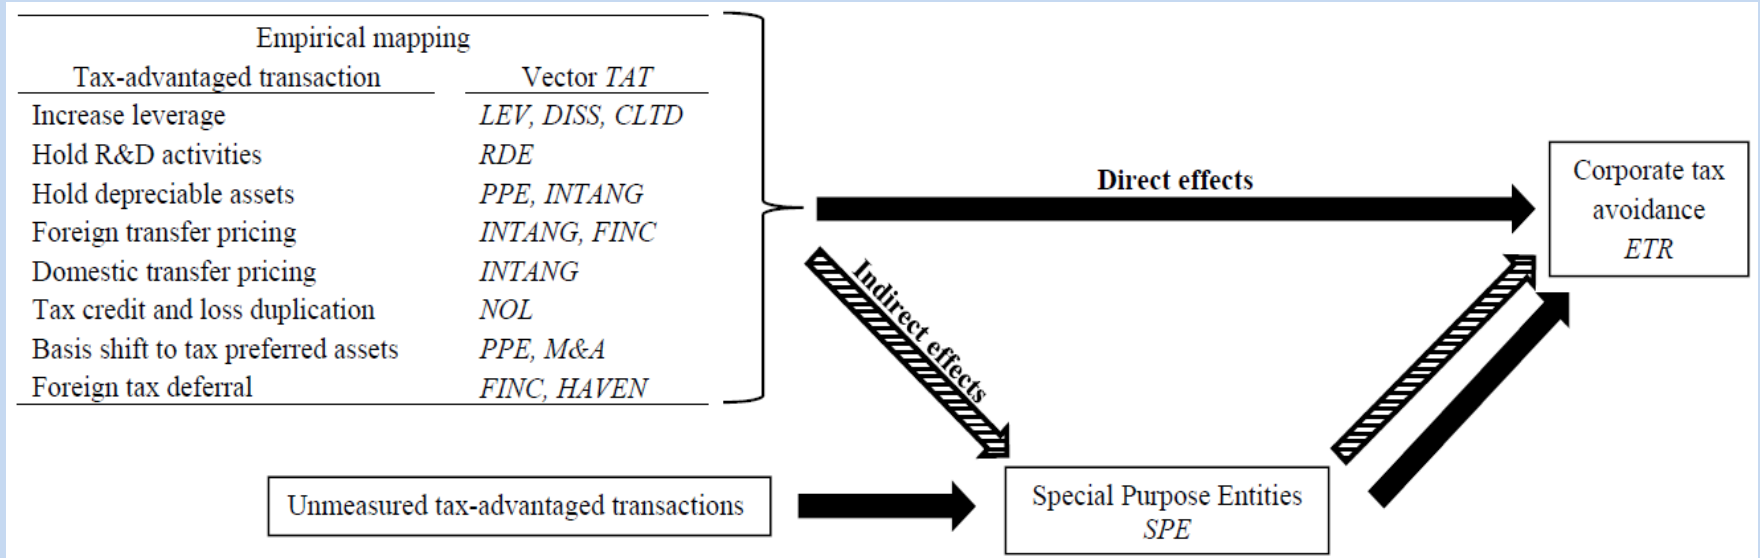 Empirical mapping
Tax-advantaged transaction Vector TAT
Increase leverage LEV, DISS, CLTD
Hold R&D activities RDE
Hold depreciable assets PPE, INTANG
Foreign transfer pricing INTANG, FINC
Domestic transfer pricing INTANG
Tax credit and loss duplication NOL
Basis shift to tax preferred assets PPE, M&A
Foreign tax deferral FINC, HAVEN
Direct effects
Indirect effects
Corporate tax
avoidance
ETR
Unmeasured tax-advantaged transactions
Special Purpose Entities
SPE